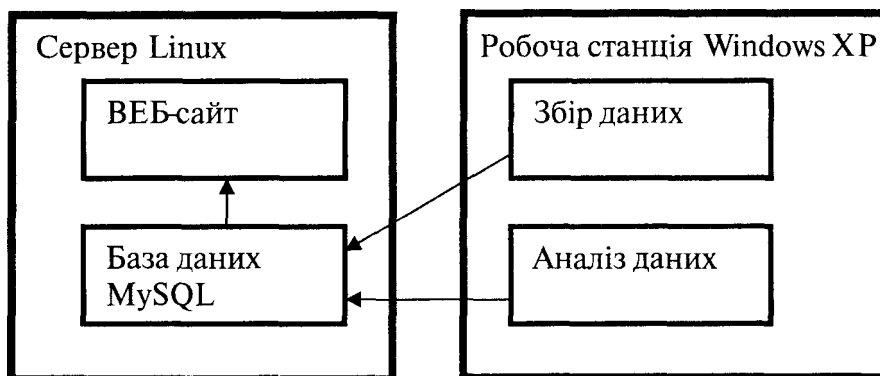 Сервер Linux
ВЕБ-сайт
База даних
MySQL
Робоча станція Windows XP
Збір даних
Аналіз даних